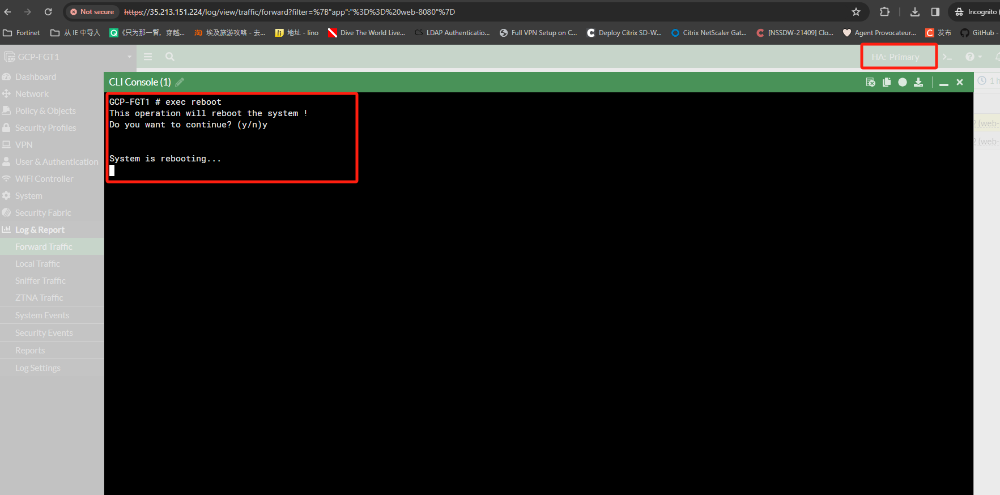 Not secure
https://35.213.151.224/log/view/traffic/forward?filter=%7B"app":"%3D%3D%20web-8080"%7D
Incognito
Fortinet
从 IE 中导入
《只为那一瞥，穿越...
埃及旅游攻略 - 去...
地址 - lino
Dive The World Live...
CS LDAP Authenticatio...
Full VPN Setup on C...
Deploy Citrix SD-W...
Citrix NetScaler Gat...
[NSSDW-21409] Clo...
Agent Provocateur...
发布
GitHub -
GCP-FGT1
HA: Primary
Dashboard
Network
Policy & Objects
Security Profiles
VPN
User & Authentication
WiFi Controller
System
Security Fabric
Log & Report
Forward Traffic
Local Traffic
Sniffer Traffic
ZTNA Traffic
System Events
Security Events
Reports
Log Settings
CLI Console (1)
GCP-FGT1 # exec reboot
This operation will reboot the system !
Do you want to continue? (y/n)y
System is rebooting...
1 h
2 (web-
2 (web-